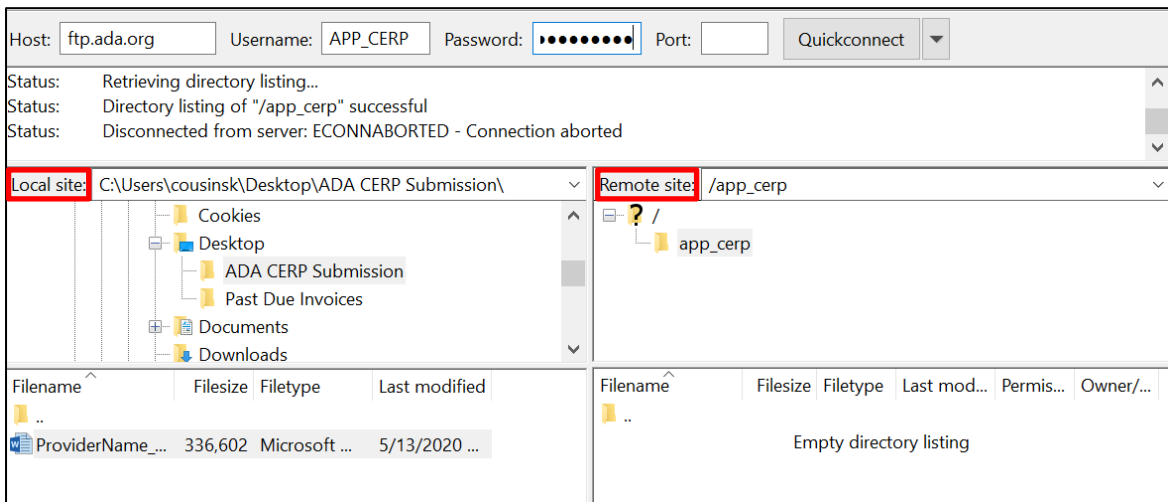 Host: ftp.ada.org Username: APP_CERP Password: ●●●●●●●●● Port: Quickconnect
Status: Retrieving directory listing...
Status: Directory listing of "/app_cerp" successful
Status: Disconnected from server: ECONNABORTED - Connection aborted
Local site: C:\Users\cousinsk\Desktop\ADA CERP Submission\
Cookies
Desktop
ADA CERP Submission
Past Due Invoices
Documents
Downloads
Remote site: /app_cerp
? /
app_cerp
Filename Filesize Filetype Last modified
..
ProviderName_... 336,602 Microsoft ... 5/13/2020 ...
Filename Filesize Filetype Last mod... Permis... Owner/...
..
Empty directory listing